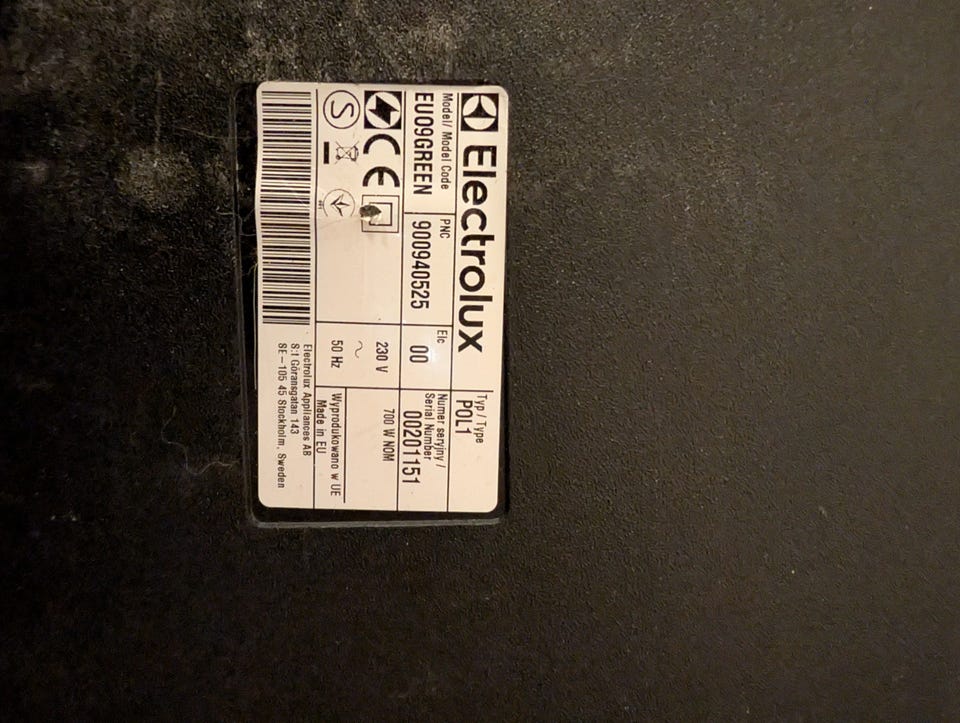 Electrolux
Typ / Type
POL1
Model/ Model Code
EUO9GREEN
PNC
900940525
Elc
00
Numer seryjny /
Serial Number
00201151
CE
230 V
~
50 Hz
700 W NOM
S
Wyprodukowano w UE
Made in EU
Electrolux Appliances AB
S:t Göransgatan 143
SE-105 45 Stockholm, Sweden